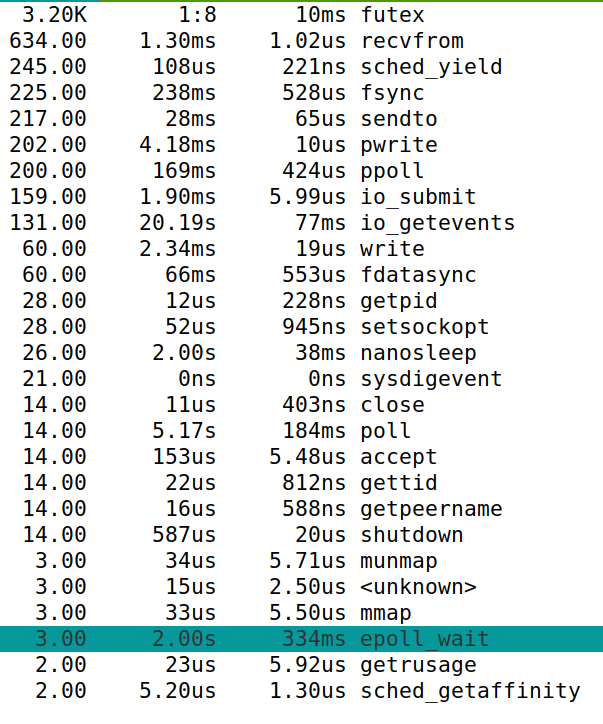 3.20K 1:8 10ms futex
634.00 1.30ms 1.02us recvfrom
245.00 108us 221ns sched_yield
225.00 238ms 528us fsync
217.00 28ms 65us sendto
202.00 4.18ms 10us pwrite
200.00 169ms 424us ppoll
159.00 1.90ms 5.99us io_submit
131.00 20.19s 77ms io_getevents
60.00 2.34ms 19us write
60.00 66ms 553us fdatasync
28.00 12us 228ns getpid
28.00 52us 945ns setsockopt
26.00 2.00s 38ms nanosleep
21.00 0ns 0ns sysdigevent
14.00 11us 403ns close
14.00 5.17s 184ms poll
14.00 153us 5.48us accept
14.00 22us 812ns gettid
14.00 16us 588ns getpeername
14.00 587us 20us shutdown
3.00 34us 5.71us munmap
3.00 15us 2.50us <unknown>
3.00 33us 5.50us mmap
3.00 2.00s 334ms epoll_wait
2.00 23us 5.92us getrusage
2.00 5.20us 1.30us sched_getaffinity